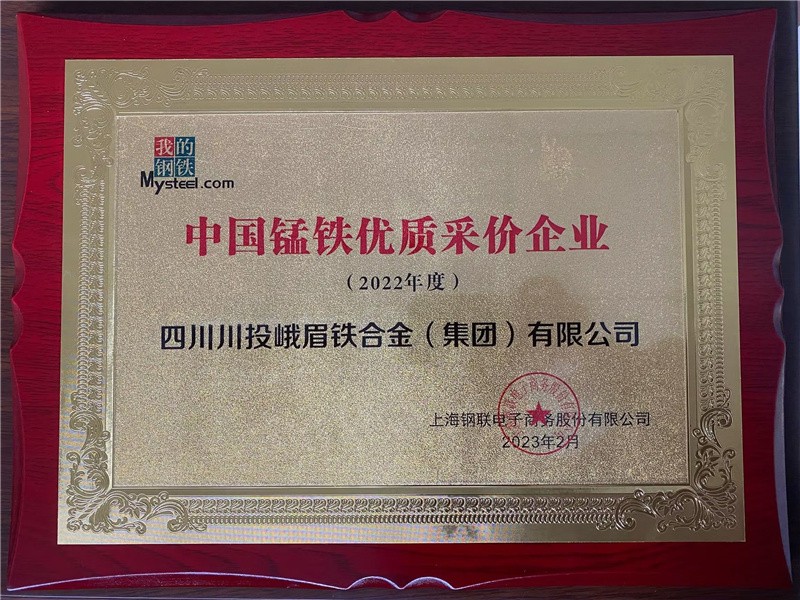 我的
钢铁
Mysteel.com
中国锰铁优质采价企业
（2022年度）
四川川投峨眉铁合金（集团）有限公司
上海钢联电子商务股份有限公司
2023年2月